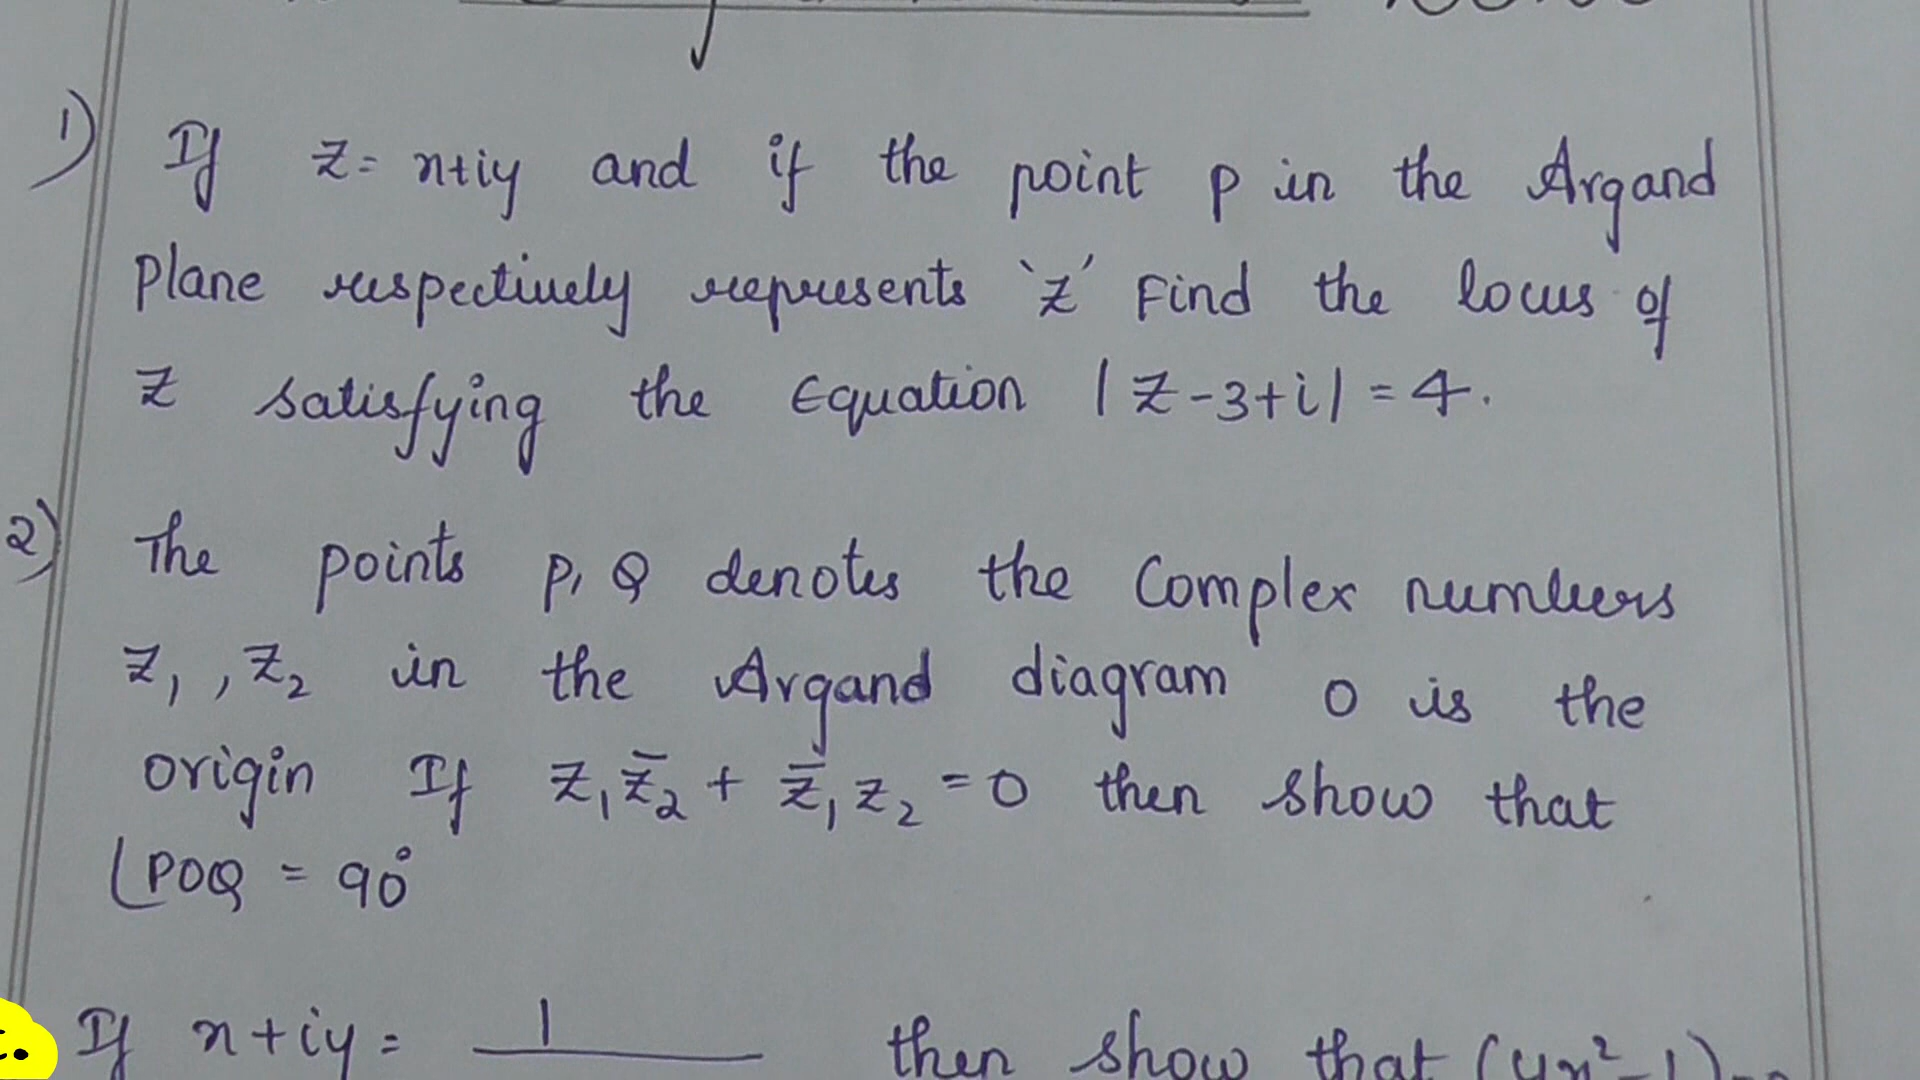 1) If z = x+iy and if the point p in the Argand
plane respectively represents 'z' Find the locus of
z satisfying the Equation |z-3+i| = 4.
2) The points p, Q denotes the Complex numbers
z₁, , z₂ in the Argand diagram O is the
origin If z₁z̄₂ + z̄₁z₂ = 0 then show that
∠POQ = 90°
If x+iy = 1 then show that (4x²-1)